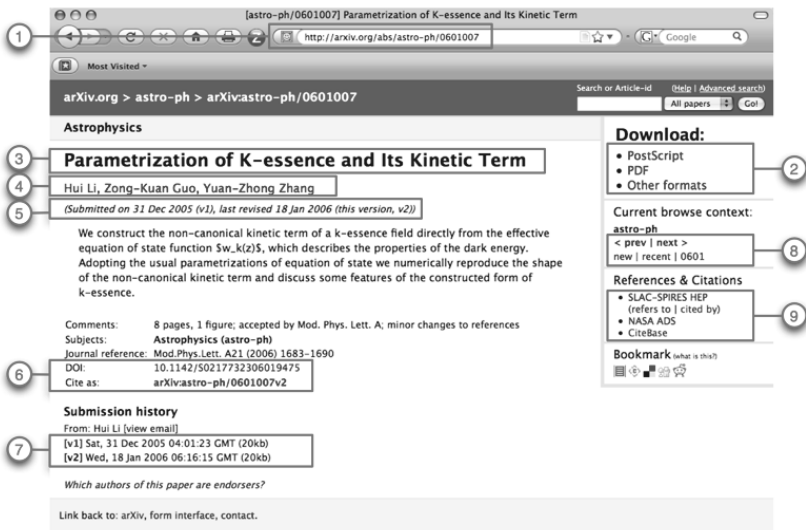 [astro-ph/0601007] Parametrization of K-essence and Its Kinetic Term
1
http://arxiv.org/abs/astro-ph/0601007
G
Google
Most Visited
Search or Article-id
(Help | Advanced search)
arXiv.org > astro-ph > arXiv:astro-ph/0601007
All papers
Go!
Astrophysics
3
Parametrization of K-essence and Its Kinetic Term
4
Hui Li, Zong-Kuan Guo, Yuan-Zhong Zhang
5
(Submitted on 31 Dec 2005 (v1), last revised 18 Jan 2006 (this version, v2))
We construct the non-canonical kinetic term of a k-essence field directly from the effective
equation of state function $w_k(z)$, which describes the properties of the dark energy.
Adopting the usual parametrizations of equation of state we numerically reproduce the shape
of the non-canonical kinetic term and discuss some features of the constructed form of
k-essence.
Comments: 8 pages, 1 figure; accepted by Mod. Phys. Lett. A; minor changes to references
Subjects: Astrophysics (astro-ph)
Journal reference: Mod.Phys.Lett. A21 (2006) 1683-1690
6
DOI: 10.1142/S0217732306019475
Cite as: arXiv:astro-ph/0601007v2
Submission history
From: Hui Li [view email]
7
[v1] Sat, 31 Dec 2005 04:01:23 GMT (20kb)
[v2] Wed, 18 Jan 2006 06:16:15 GMT (20kb)
Which authors of this paper are endorsers?
Link back to: arXiv, form interface, contact.
Download:
• PostScript
• PDF
• Other formats
2
Current browse context:
astro-ph
< prev | next >
new | recent | 0601
8
References & Citations
• SLAC-SPIRES HEP
(refers to | cited by)
• NASA ADS
• CiteBase
9
Bookmark (what is this?)